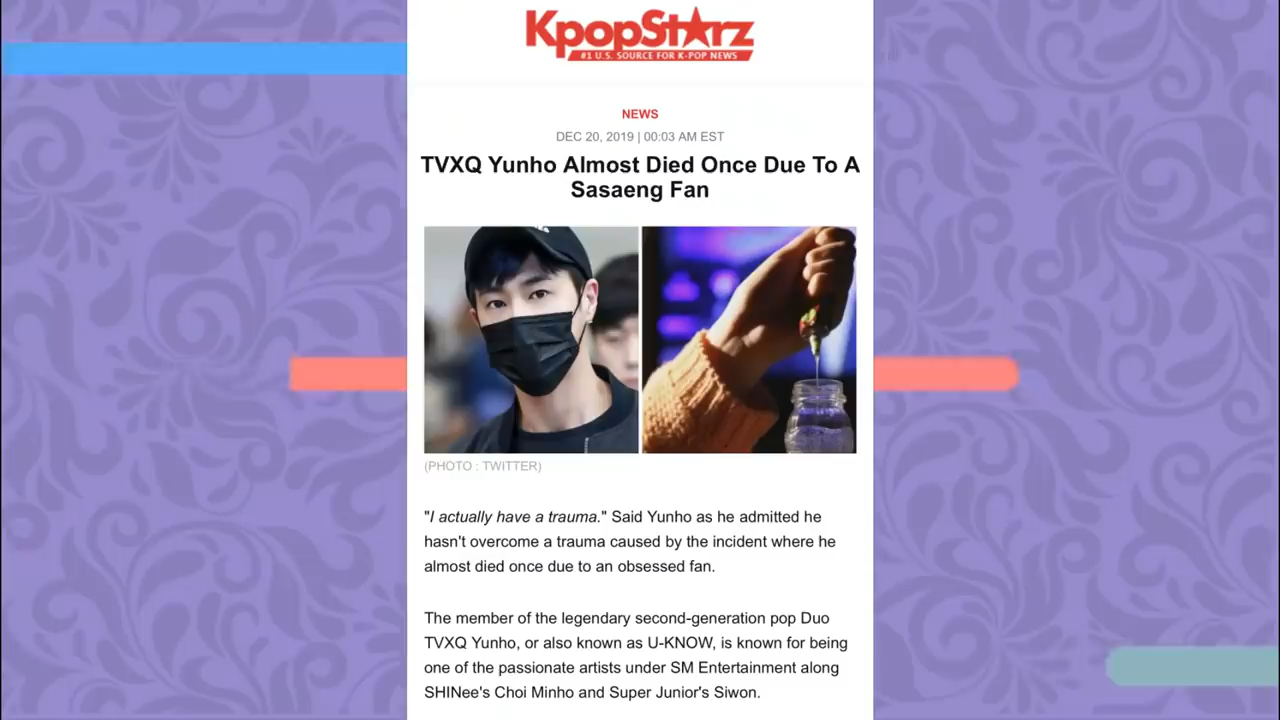 KpopStarz
#1 U.S. SOURCE FOR K-POP NEWS
NEWS
DEC 20, 2019 | 00:03 AM EST
TVXQ Yunho Almost Died Once Due To A
Sasaeng Fan
(PHOTO : TWITTER)
"I actually have a trauma." Said Yunho as he admitted he
hasn't overcome a trauma caused by the incident where he
almost died once due to an obsessed fan.
The member of the legendary second-generation pop Duo
TVXQ Yunho, or also known as U-KNOW, is known for being
one of the passionate artists under SM Entertainment along
SHINee's Choi Minho and Super Junior's Siwon.